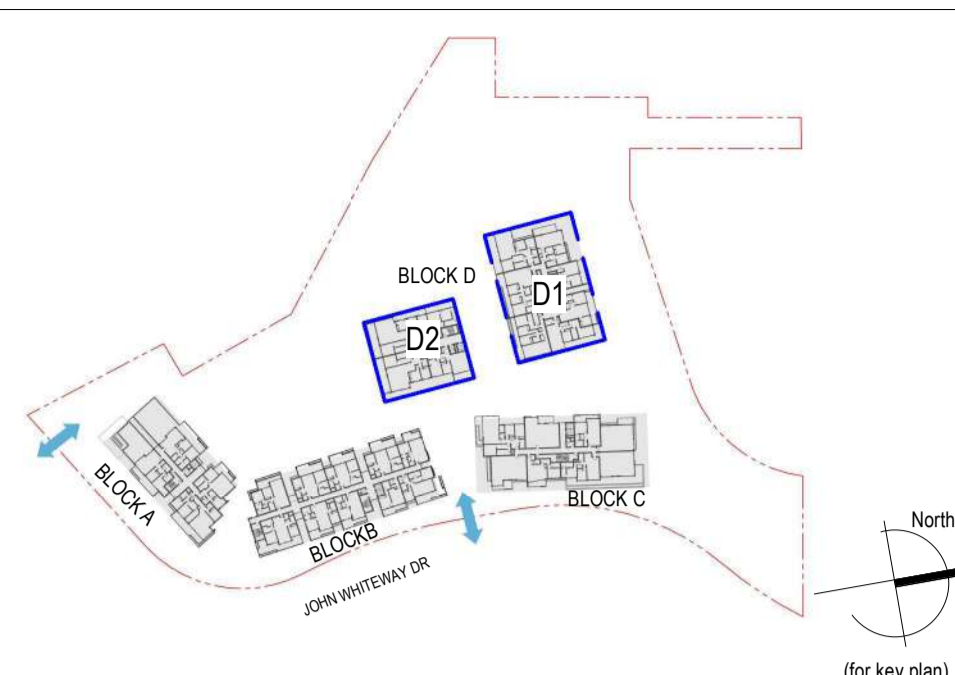 BLOCK D
D1
D2
BLOCK A
BLOCKB
BLOCK C
JOHN WHITEWAY DR
North
(for key plan)